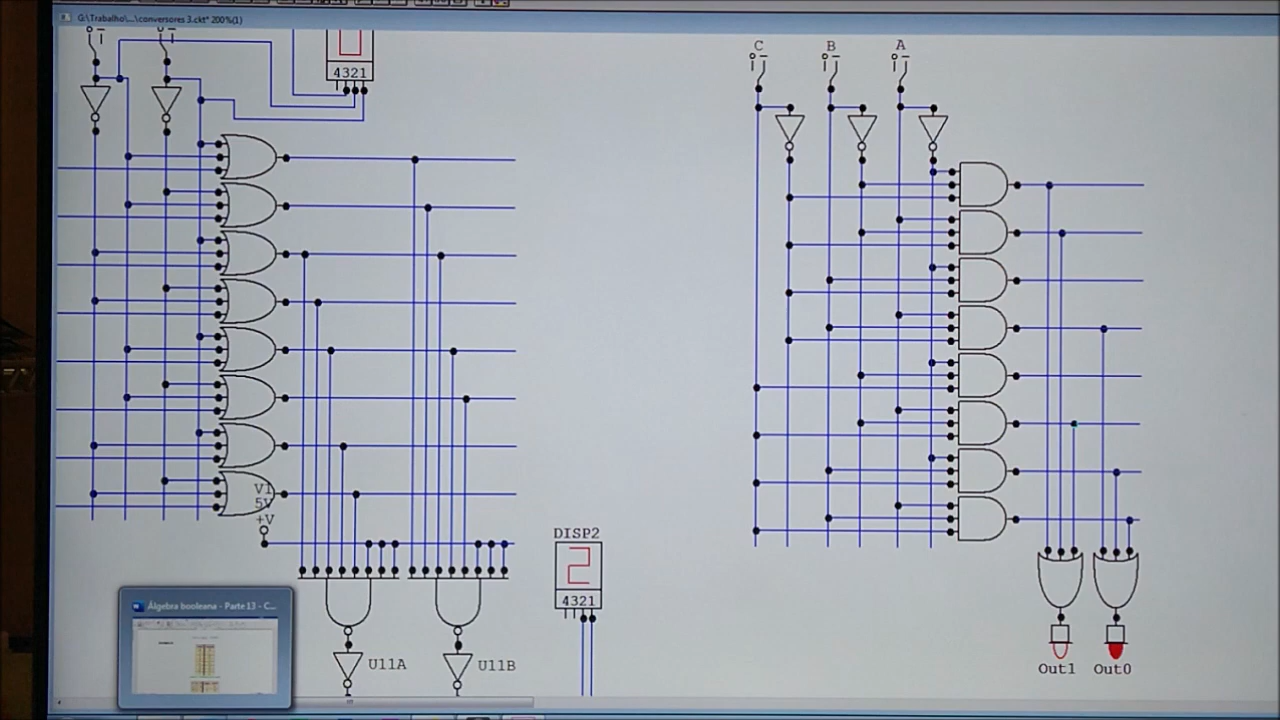 G:\Trabalho\...\conversores 3.ckt* 200%(1)
4321
C B A
V1
5V
+V
DISP2
2
4321
Álgebra booleana - Parte 13 - C...
U11A
U11B
Out1 Out0